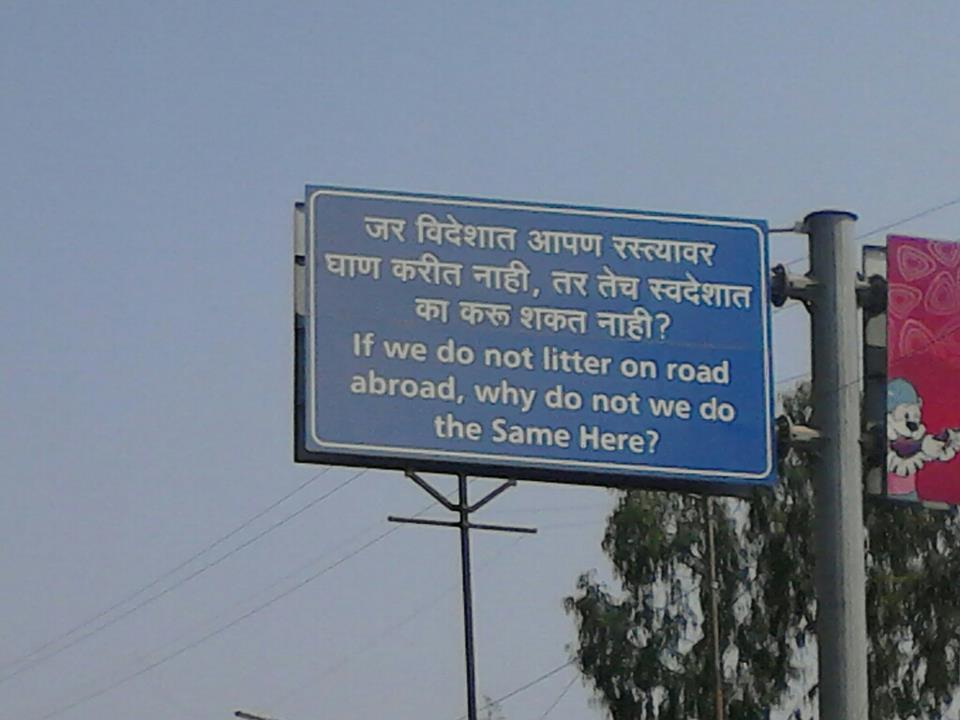 जर विदेशात आपण रस्त्यावर
घाण करीत नाही, तर तेच स्वदेशात
का करू शकत नाही?
If we do not litter on road
abroad, why do not we do
the Same Here?